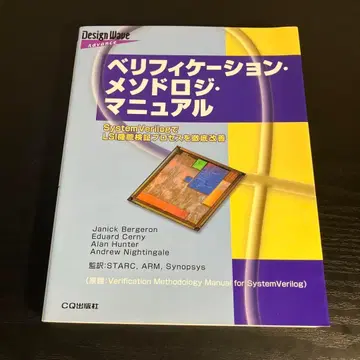 Design Wave
ADVANCE
ベリフィケーション・
メソドロジ・
マニュアル
SystemVerilogで
LSI機能検証プロセスを徹底改善
Janick Bergeron
Eduard Cerny
Alan Hunter
Andrew Nightingale
監訳:STARC, ARM, Synopsys
(原題:Verification Methodology Manual for SystemVerilog)
CQ出版社